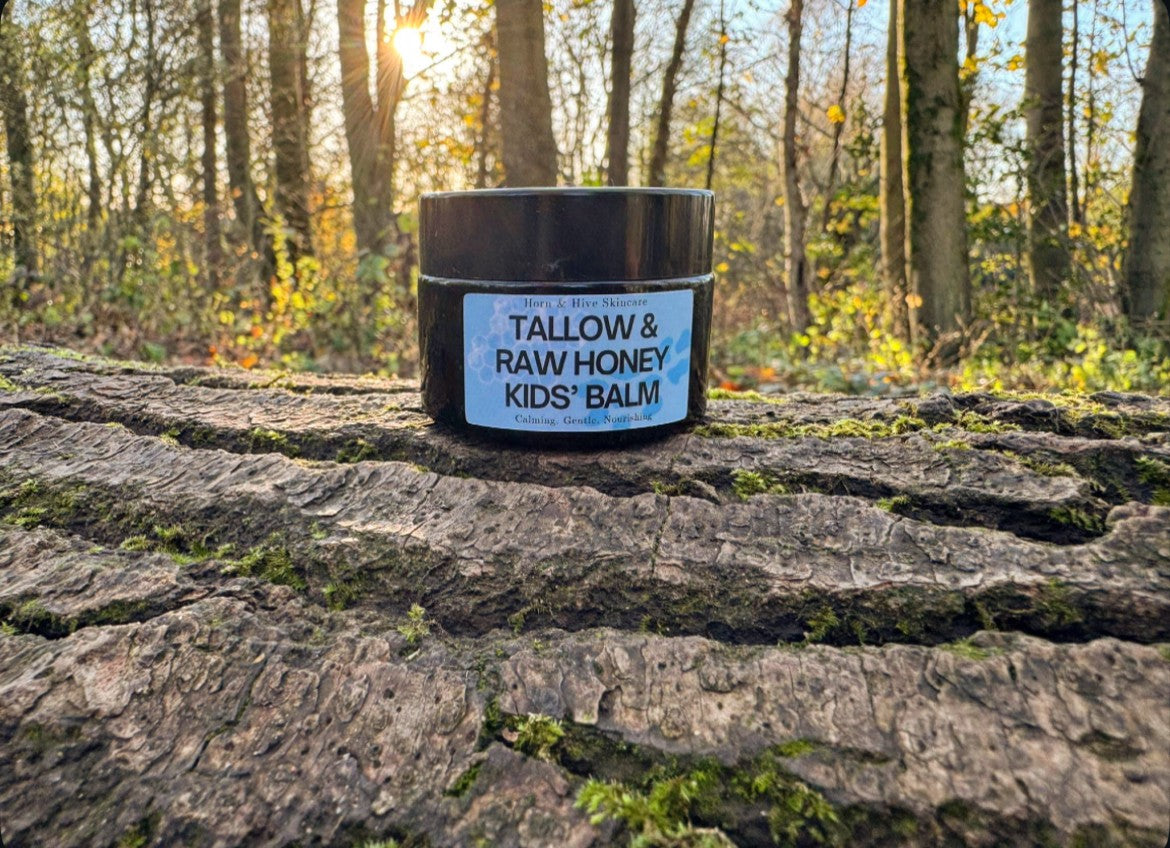 Horn & Hive Skincare
TALLOW &
RAW HONEY
KIDS’ BALM
Calming. Gentle. Nourishing